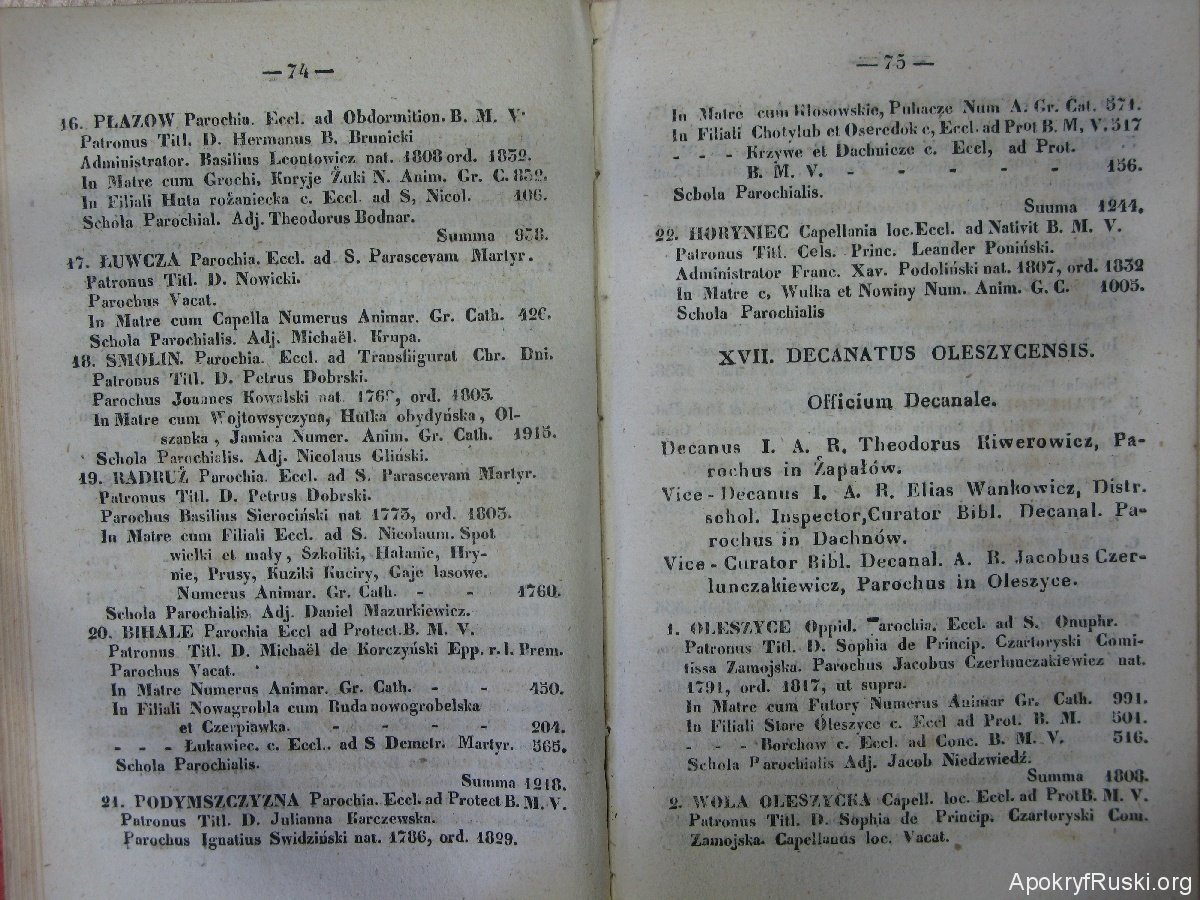 — 74 —
16. PŁAZOW Parochia. Eccl. ad Obdormition. B. M. V.
Patronus Titl. D. Hermanus B. Brunicki
Administrator. Basilius Leontowicz nat. 1808 ord. 1832.
In Matre cum Grochi, Knryje Żuki N. Anim. Gr. C. 832.
In Filiali Huta rożaniecka c. Eccl. ad S, Nicol. 106.
Schola Parochial. Adj. Theodorus Bodnar.
Summa 938.
17. ŁUWCZA Parochia. Eccl. ad S. Parascevam Martyr.
Patronus Titl. D. Nowicki.
Parochus Vacat.
In Matre cum Capella Numerus Animar. Gr. Cath. 426.
Schola Parochialis. Adj. Michaël. Krupa.
18. SMOLIN. Parochia. Eccl. ad Transfiigurat Chr. Dni.
Patronus Titl. D. Petrus Dobrski.
Parochus Joannes Kowalski nat. 1769, ord. 1803.
In Matre cum Wojtowsyczyna, Hutka obydyńska, Ol-
szanka, Jamica Numer. Anim. Gr. Cath. 1915.
Schola Parochialis. Adj. Nicolaus Gliński.
19. RADRUŻ Parochia. Eccl. ad S. Parascevam Martyr.
Patronus Titl. D. Petrus Dobrski.
Parochus Basilius Sierociński nat 1773, ord. 1803.
In Matre cum Filiali Eccl. ad S. Nicolaum. Spot
wielki et mały, Szkoliki, Hałanie, Hry-
nie, Prusy, Kuziki Kuciry, Gaje łasowe.
Numerus Animar. Gr. Cath. - - 1760.
Schola Parochialis. Adj. Daniel Mazurkiewicz.
20. BIHALE Parochia Eccl ad Protect. B. M. V.
Patronus Titl. D. Michaël de Korczyński Epp. r. l. Prem.
Parochus Vacat.
In Matre Numerus Animar. Gr. Cath. - - 450.
In Filiali Nowagrobla cum Ruda nowogrobelska
et Czerpiawka. - - - - - 204.
- - - Łukawiec. c. Eccl.. ad S Demetr. Martyr. 565.
Schola Parochialis.
Summa 1218.
21. PODYMSZCZYZNA Parochia. Eccl. ad Protect B. M. V.
Patronus Titl. D. Julianna Karczewska.
Parochus Ignatius Swidziński nat. 1786, ord. 1829.
— 75 —
In Matre cum Kłosowskie, Puhacze Num A. Gr. Cat. 571.
In Filiali Chotylub et Oseredok c, Eccl. ad Prot B. M, V. 517
- - - Krzywe et Dachnicze c. Eccl, ad Prot.
B. M. V. - - - - - 156.
Schola Parochialis.
Summa 1244.
22. HORYNIEC Capellania loc. Eccl. ad Nativit B. M. V.
Patronus Titl. Cels. Princ. Leander Poniński.
Administrator Franc. Xav. Podoliński nat. 1807, ord. 1832
In Matre c, Wulka et Nowiny Num. Anim. G. C. 1005.
Schola Parochialis
XVII. DECANATUS OLESZYCENSIS.
Officium Decanale.
Decanus I. A. R. Theodorus Kiwerowicz, Pa-
rochus in Żapałów.
Vice - Decanus I. A. R. Elias Wankowicz, Distr.
schol. Inspector, Curator Bibl. Decanal. Pa-
rochus in Dachnów.
Vice - Curator Bibl. Decanal. A. R. Jacobus Czer-
lunczakiewicz, Parochus in Oleszyce.
1. OLESZYCE Oppid. Parochia. Eccl. ad S. Onuphr.
Patronus Titl. D. Sophia de Princip. Czartoryski Comi-
tissa Zamojska. Parochus Jacobus Czerłunczakiewicz nat.
1791, ord. 1817, ut supra.
In Matre cum Futory Numerus Animar Gr. Cath. 991.
In Filiali Stare Oleszyce c. Eccl ad Prot. B. M. 501.
- - - Borchow c. Eccl. ad Conc. B. M. V. 516.
Schola Parochialis Adj. Jacob Niedzwiedź.
Summa 1808.
2. WOLA OLESZYCKA Capell. loc. Eccl. ad Prot B. M. V.
Patronus Titl. D. Sophia de Princip. Czartoryski Com.
Zamojska. Capellanus loc. Vacat.
ApokryfRuski.org